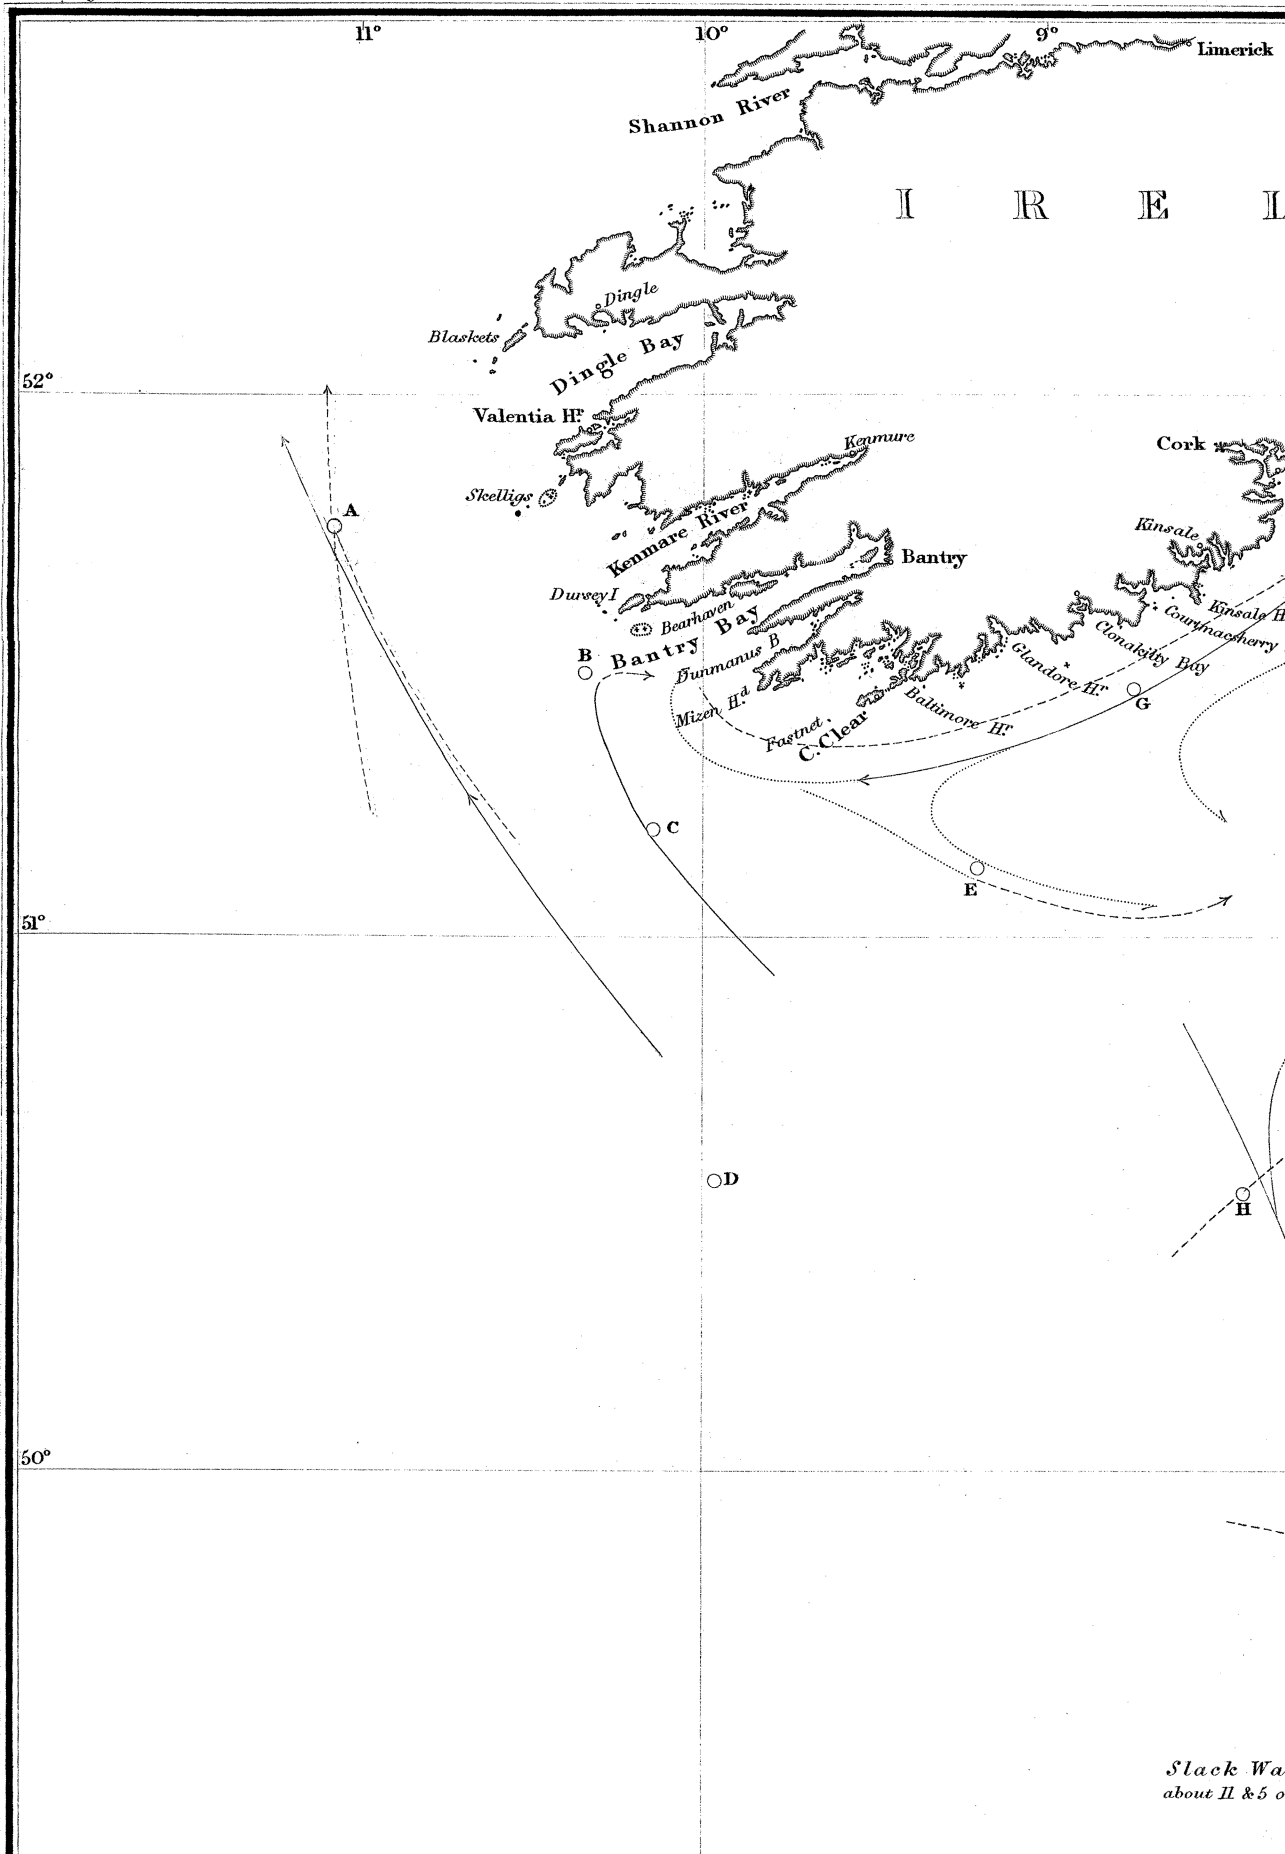 11° 10° 9°
Limerick
Shannon River
I R E L
Dingle
Blaskets
Dingle Bay
52°
Valentia Hr.
Kenmure
Cork
Skelligs
A
Kenmare River
Kinsale
Bantry
Dursey I
Bearhaven
Kinsale H
Courtmacsherry
Bantry Bay
Clonakilty Bay
B
Dunmanus B
Glandore Hr.
G
Mizen Hd.
Baltimore Hr.
Fastnet
C. Clear
C
E
51°
D
H
50°
Slack Wa
about 11 & 5 o